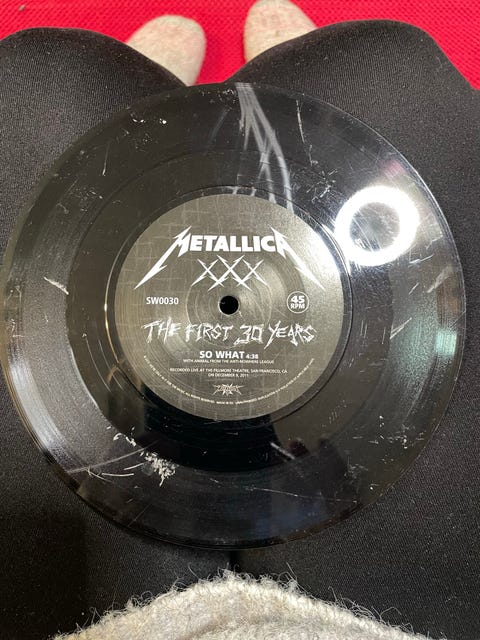 METALLICA
XXX
SW0030
45
RPM
THE FIRST 30 YEARS
SO WHAT 4:38
WITH ANIMAL FROM THE ANTI-NOWHERE LEAGUE
RECORDED LIVE AT THE FILLMORE THEATRE, SAN FRANCISCO, CA
ON DECEMBER 9, 2011